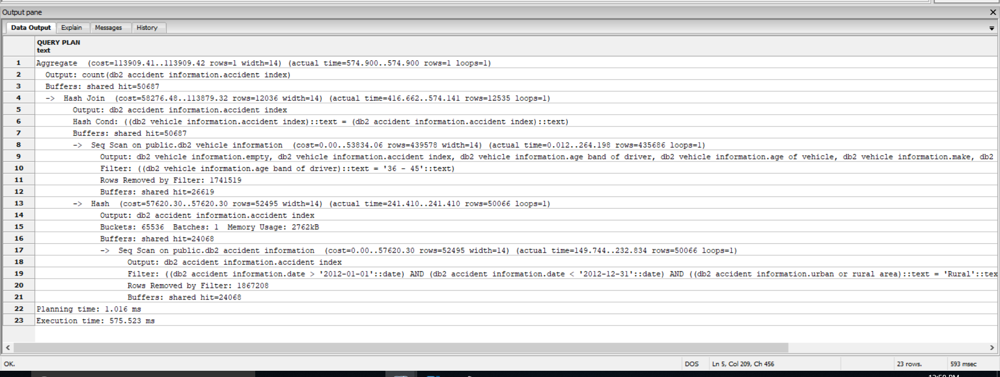 Output pane
Data Output Explain Messages History
QUERY PLAN
text
1 Aggregate  (cost=113909.41..113909.42 rows=1 width=14) (actual time=574.900..574.900 rows=1 loops=1)
2 Output: count(db2 accident information.accident index)
3 Buffers: shared hit=50687
4 ->  Hash Join  (cost=58276.48..113879.32 rows=12036 width=14) (actual time=416.662..574.141 rows=12535 loops=1)
5 Output: db2 accident information.accident index
6 Hash Cond: ((db2 vehicle information.accident index)::text = (db2 accident information.accident index)::text)
7 Buffers: shared hit=50687
8 ->  Seq Scan on public.db2 vehicle information  (cost=0.00..53834.06 rows=439578 width=14) (actual time=0.012..264.198 rows=435686 loops=1)
9 Output: db2 vehicle information.empty, db2 vehicle information.accident index, db2 vehicle information.age band of driver, db2 vehicle information.age of vehicle, db2 vehicle information.make, db2
10 Filter: ((db2 vehicle information.age band of driver)::text = '36 - 45'::text)
11 Rows Removed by Filter: 1741519
12 Buffers: shared hit=26619
13 ->  Hash  (cost=57620.30..57620.30 rows=52495 width=14) (actual time=241.410..241.410 rows=50066 loops=1)
14 Output: db2 accident information.accident index
15 Buckets: 65536  Batches: 1  Memory Usage: 2762kB
16 Buffers: shared hit=24068
17 ->  Seq Scan on public.db2 accident information  (cost=0.00..57620.30 rows=52495 width=14) (actual time=149.744..232.834 rows=50066 loops=1)
18 Output: db2 accident information.accident index
19 Filter: ((db2 accident information.date > '2012-01-01'::date) AND (db2 accident information.date < '2012-12-31'::date) AND ((db2 accident information.urban or rural area)::text = 'Rural'::tex
20 Rows Removed by Filter: 1867208
21 Buffers: shared hit=24068
22 Planning time: 1.016 ms
23 Execution time: 575.523 ms
OK. DOS Ln 5, Col 209, Ch 456 23 rows. 593 msec